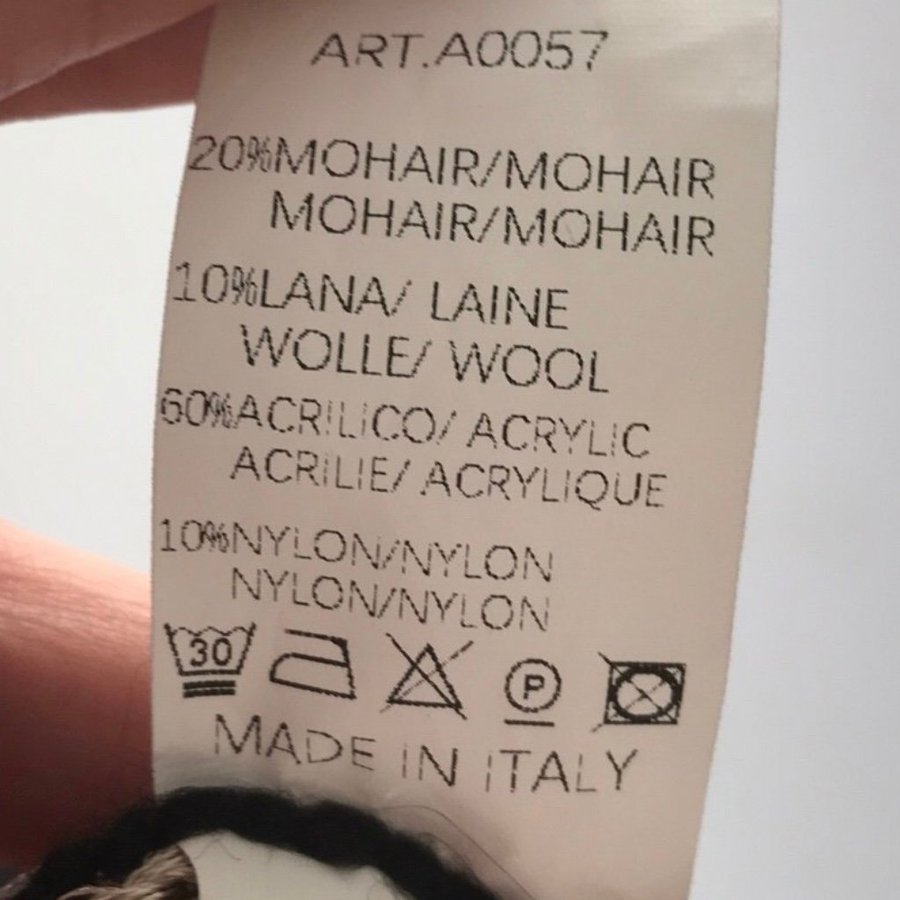 ART.A0057
20%MOHAIR/MOHAIR
MOHAIR/MOHAIR
10%LANA/ LAINE
WOLLE/ WOOL
60%ACRILICO/ ACRYLIC
ACRILIE/ ACRYLIQUE
10%NYLON/NYLON
NYLON/NYLON
30 P
MADE IN ITALY